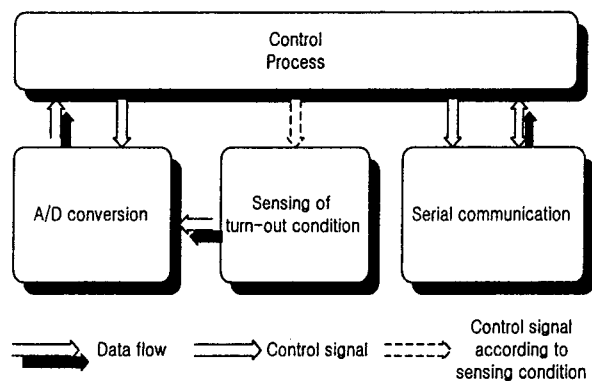 Control
Process
A/D conversion
Sensing of
turn-out condition
Serial communication
Data flow
Control signal
Control signal
according to
sensing condition